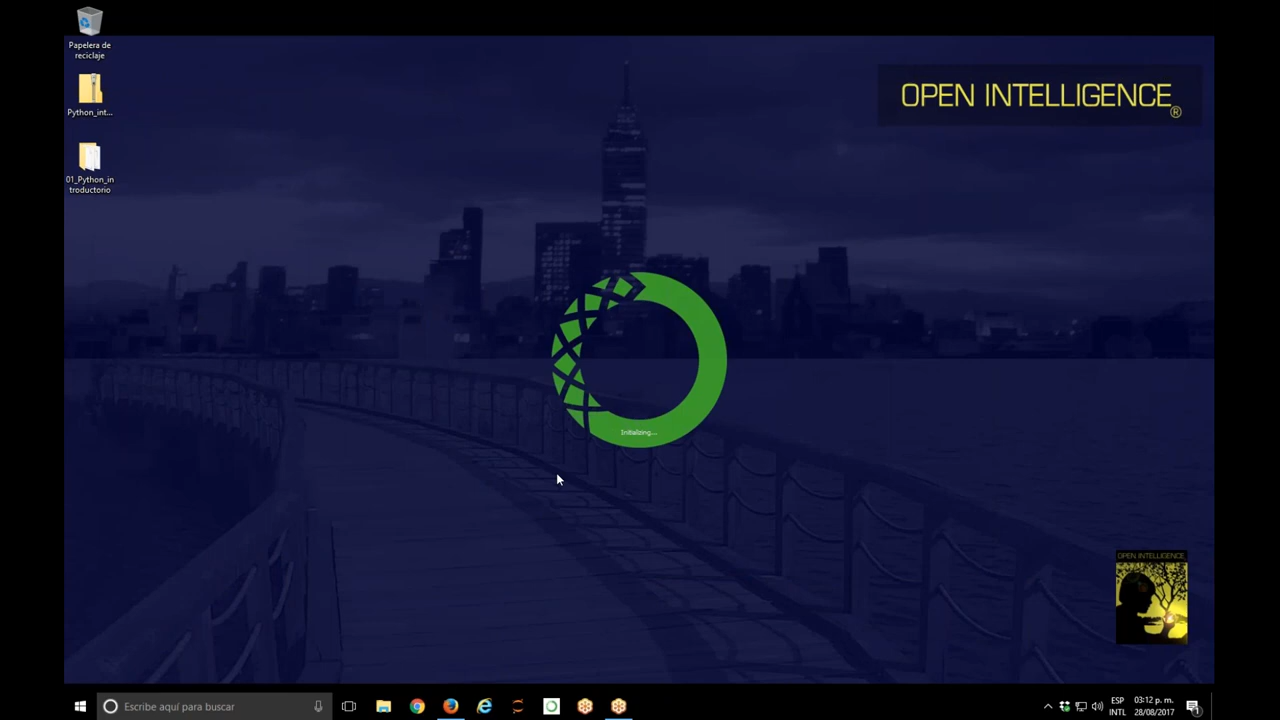 Papelera de
reciclaje
Python_int...
01_Python_in
troductorio
OPEN INTELLIGENCE®
Initializing...
OPEN INTELLIGENCE
Escribe aquí para buscar
ESP
INTL
03:12 p. m.
28/08/2017
1